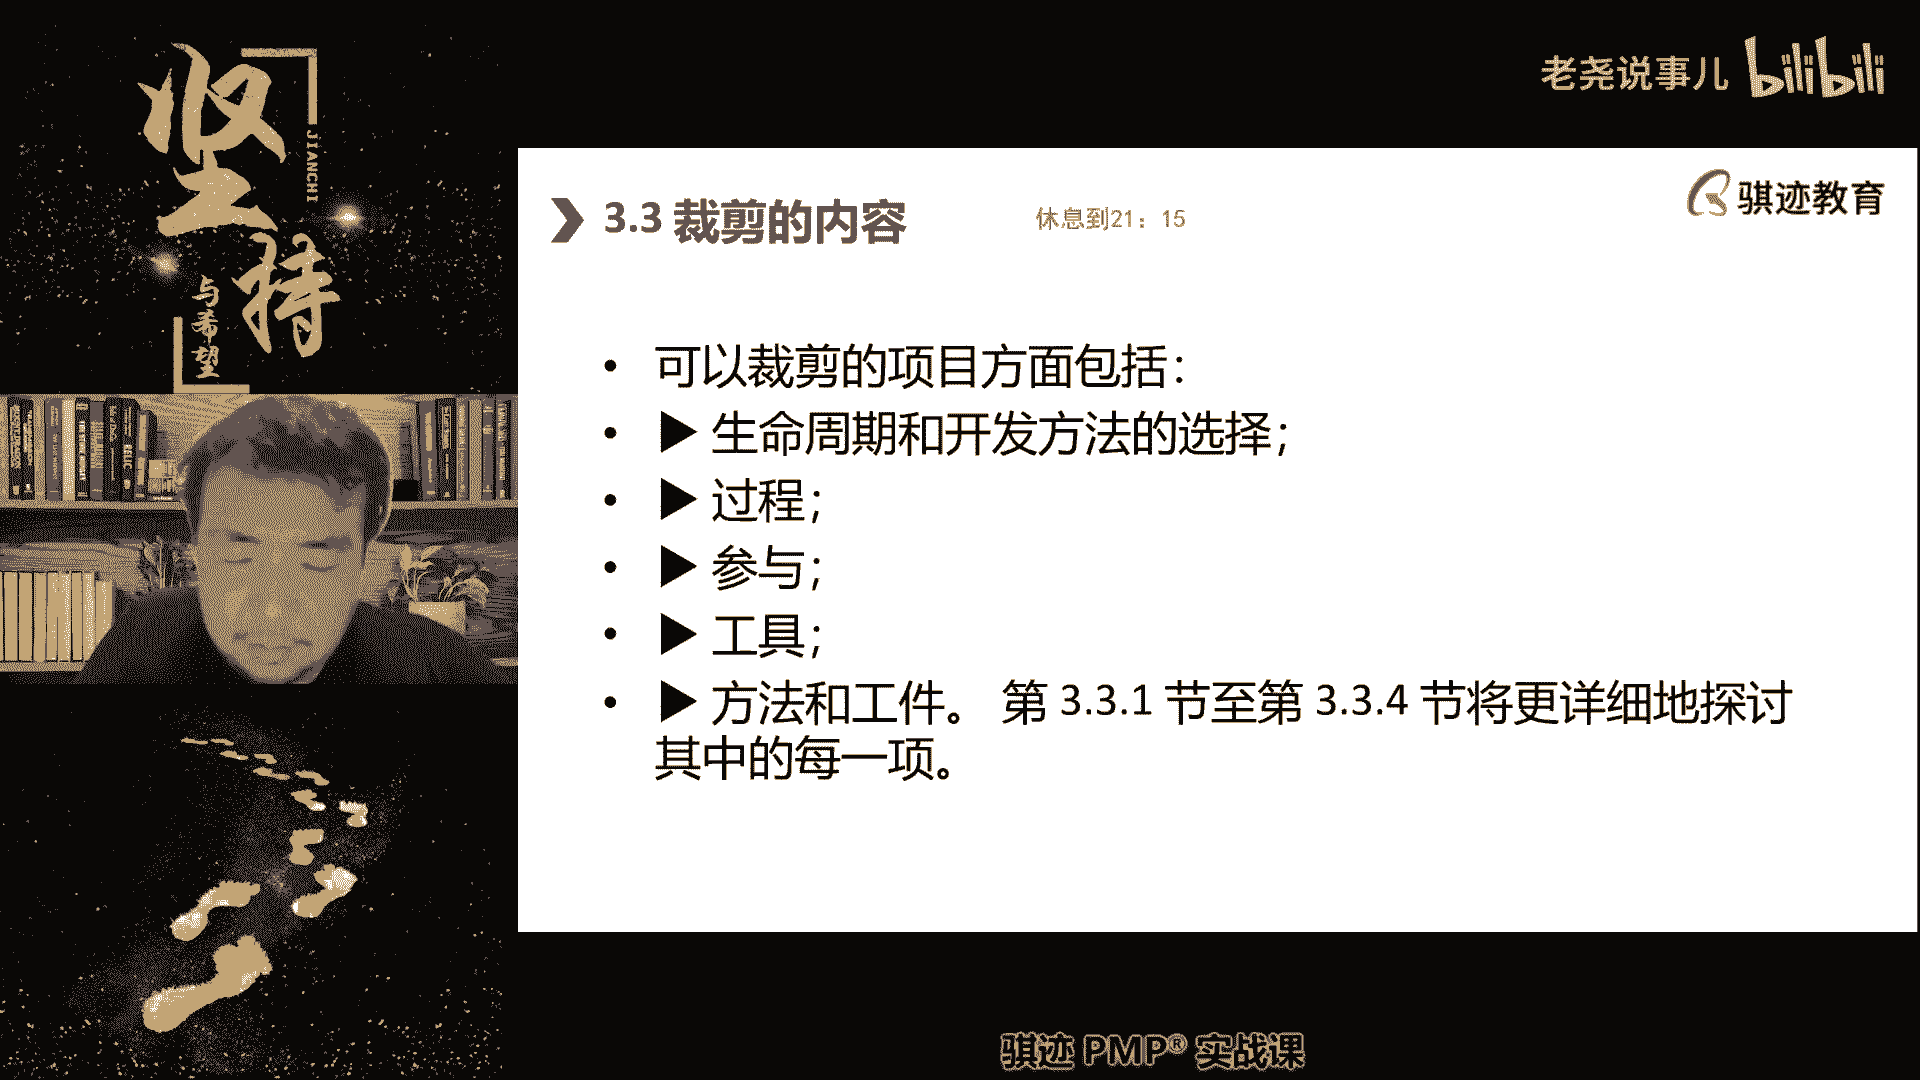 坚持
JIANCHI
与希望
老尧说事儿 bilibili
骐迹教育
3.3 裁剪的内容
休息到21：15
• 可以裁剪的项目方面包括：
• ▶ 生命周期和开发方法的选择；
• ▶ 过程；
• ▶ 参与；
• ▶ 工具；
• ▶ 方法和工件。 第 3.3.1 节至第 3.3.4 节将更详细地探讨
其中的每一项。
骐迹 PMP® 实战课